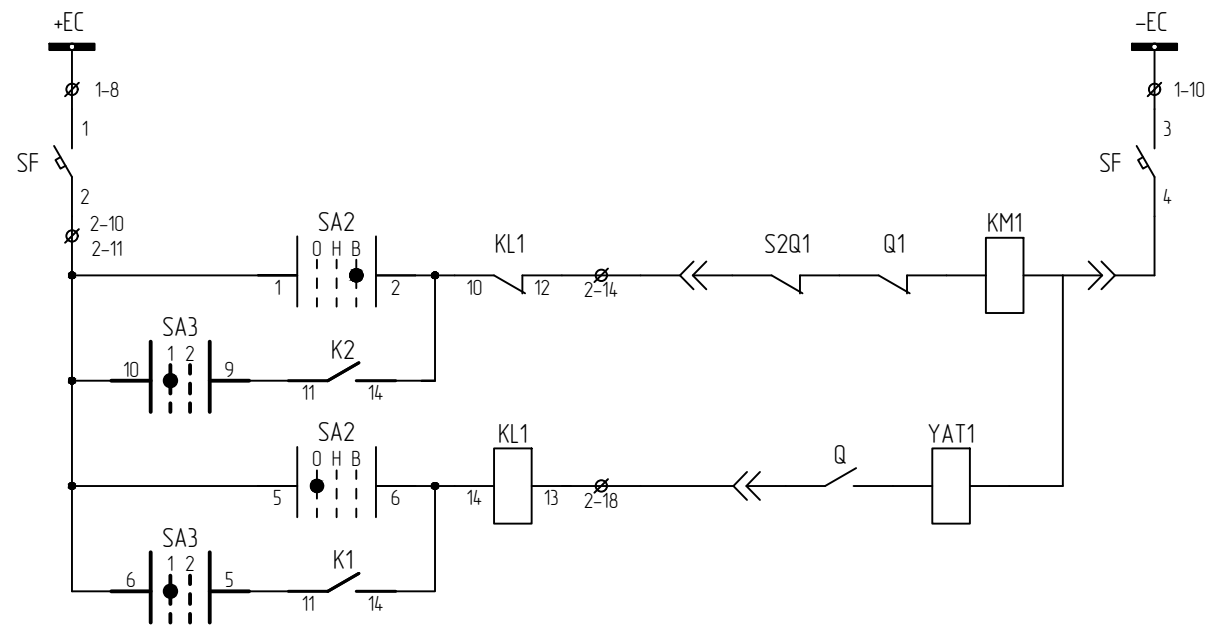 +EC −EC
1-8 1-10
1 3
SF SF
2 4
2-10
2-11
SA2 KL1 S2Q1 Q1 KM1
О Н В
1 2 10 12 2-14
SA3 K2
1 2
10 9
11 14
SA2 KL1 Q YAT1
О Н В
5 6 14 13 2-18
SA3 K1
1 2
6 5
11 14